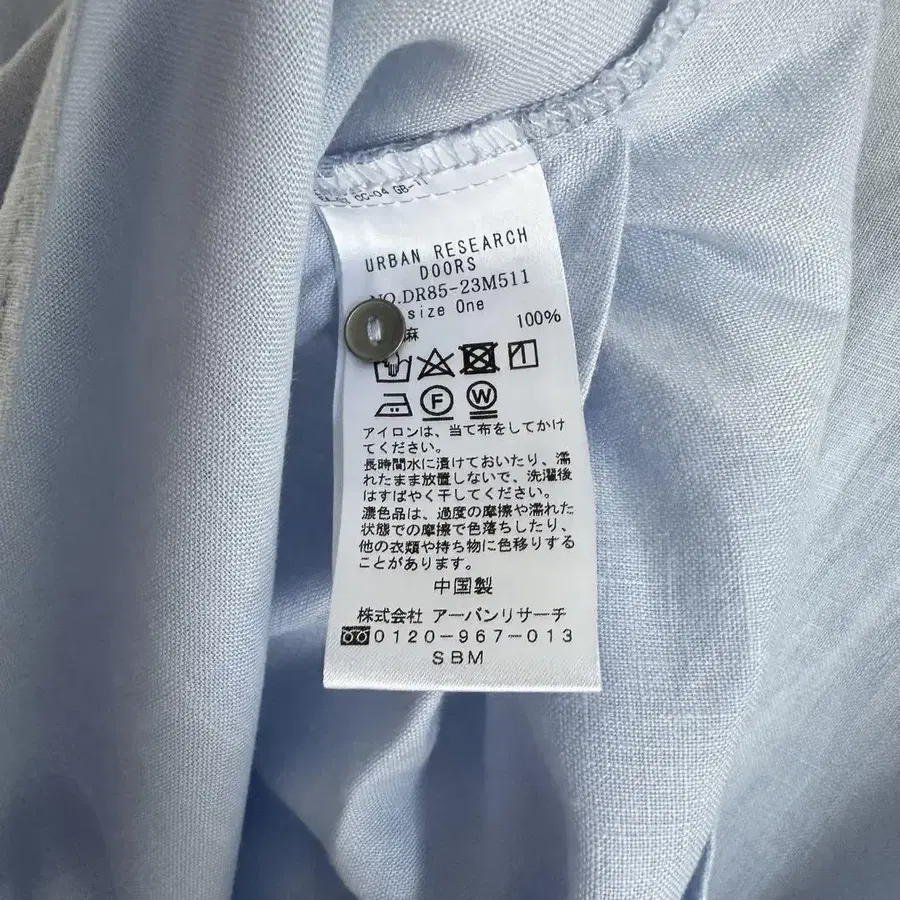 CC-04 GB-11
URBAN RESEARCH
DOORS
NO.DR85-23M511
size One
麻 100%
F W
アイロンは、当て布をしてかけ
てください。
長時間水に漬けておいたり、濡
れたまま放置しないで、洗濯後
はすばやく干してください。
濃色品は、過度の摩擦や濡れた
状態での摩擦で色落ちしたり、
他の衣類や持ち物に色移りする
ことがあります。
中国製
株式会社 アーバンリサーチ
0120-967-013
SBM